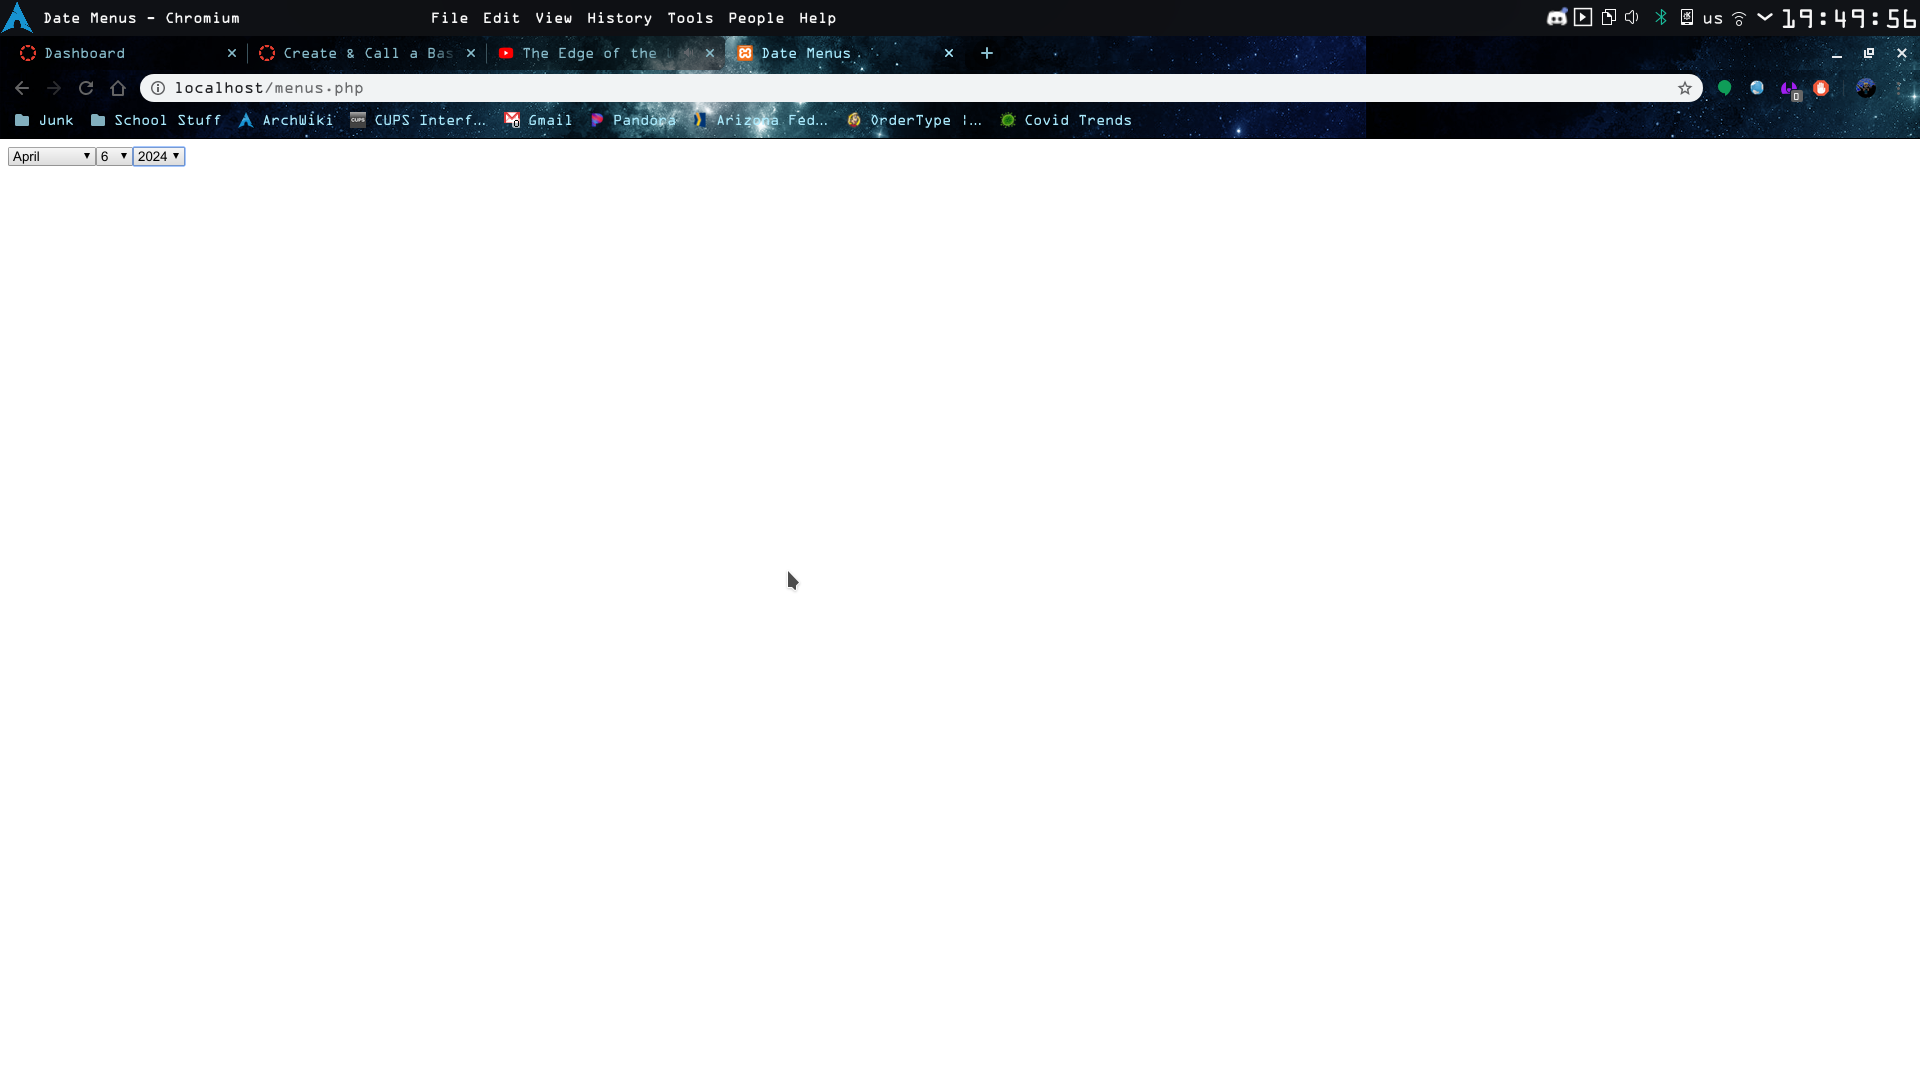 Date Menus - Chromium File Edit View History Tools People Help us 19:49:56
Dashboard Create & Call a Bas The Edge of the Date Menus
localhost/menus.php
Junk School Stuff ArchWiki CUPS Interf... Gmail Pandora Arizona Fed... OrderType |... Covid Trends
April 6 2024